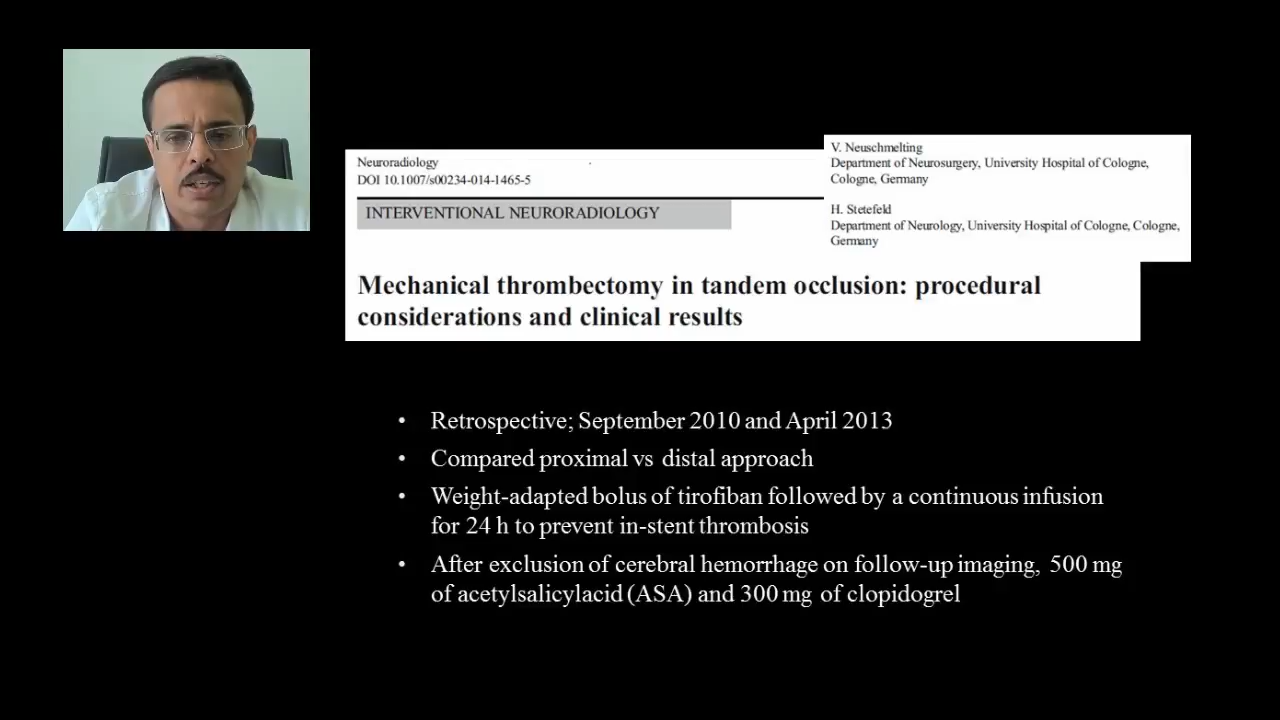 Neuroradiology
DOI 10.1007/s00234-014-1465-5
INTERVENTIONAL NEURORADIOLOGY
V. Neuschmelting
Department of Neurosurgery, University Hospital of Cologne,
Cologne, Germany
H. Stetefeld
Department of Neurology, University Hospital of Cologne, Cologne,
Germany
Mechanical thrombectomy in tandem occlusion: procedural
considerations and clinical results
• Retrospective; September 2010 and April 2013
• Compared proximal vs distal approach
• Weight-adapted bolus of tirofiban followed by a continuous infusion
for 24 h to prevent in-stent thrombosis
• After exclusion of cerebral hemorrhage on follow-up imaging, 500 mg
of acetylsalicylacid (ASA) and 300 mg of clopidogrel